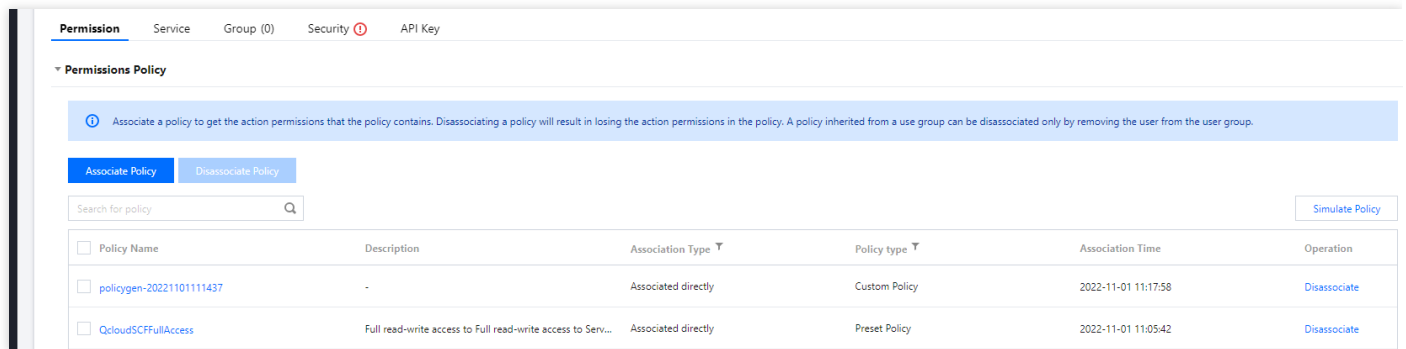 Permission Service Group (0) Security API Key
Permissions Policy
Associate a policy to get the action permissions that the policy contains. Disassociating a policy will result in losing the action permissions in the policy. A policy inherited from a use group can be disassociated only by removing the user from the user group.
Associate Policy Disassociate Policy
Search for policy Simulate Policy
Policy Name Description Association Type Policy type Association Time Operation
policygen-20221101111437 - Associated directly Custom Policy 2022-11-01 11:17:58 Disassociate
QcloudSCFFullAccess Full read-write access to Full read-write access to Serv... Associated directly Preset Policy 2022-11-01 11:05:42 Disassociate